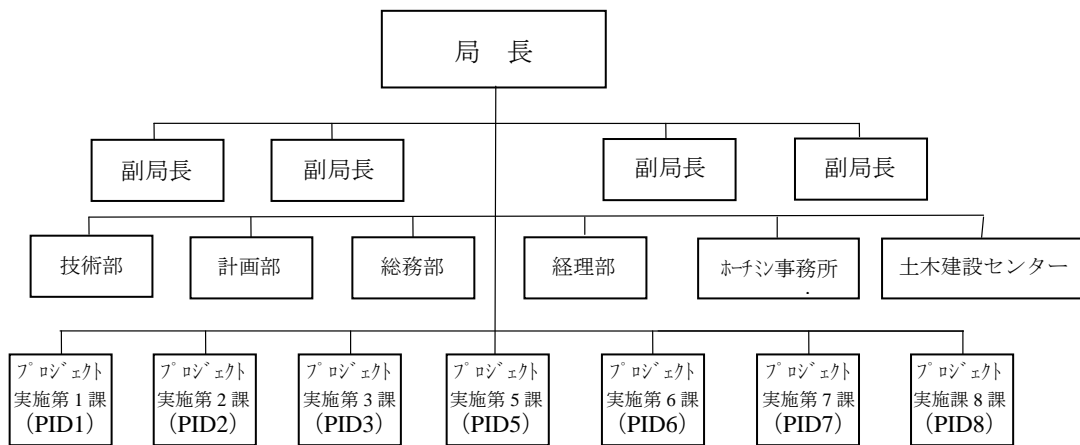 局　長
副局長
副局長
副局長
副局長
技術部
計画部
総務部
経理部
ﾎｰﾁﾐﾝ事務所
土木建設センター
ﾌﾟﾛｼﾞｪｸﾄ
実施第1課
(PID1)
ﾌﾟﾛｼﾞｪｸﾄ
実施第2課
(PID2)
ﾌﾟﾛｼﾞｪｸﾄ
実施第3課
(PID3)
ﾌﾟﾛｼﾞｪｸﾄ
実施第5課
(PID5)
ﾌﾟﾛｼﾞｪｸﾄ
実施第6課
(PID6)
ﾌﾟﾛｼﾞｪｸﾄ
実施第7課
(PID7)
ﾌﾟﾛｼﾞｪｸﾄ
実施課8課
(PID8)